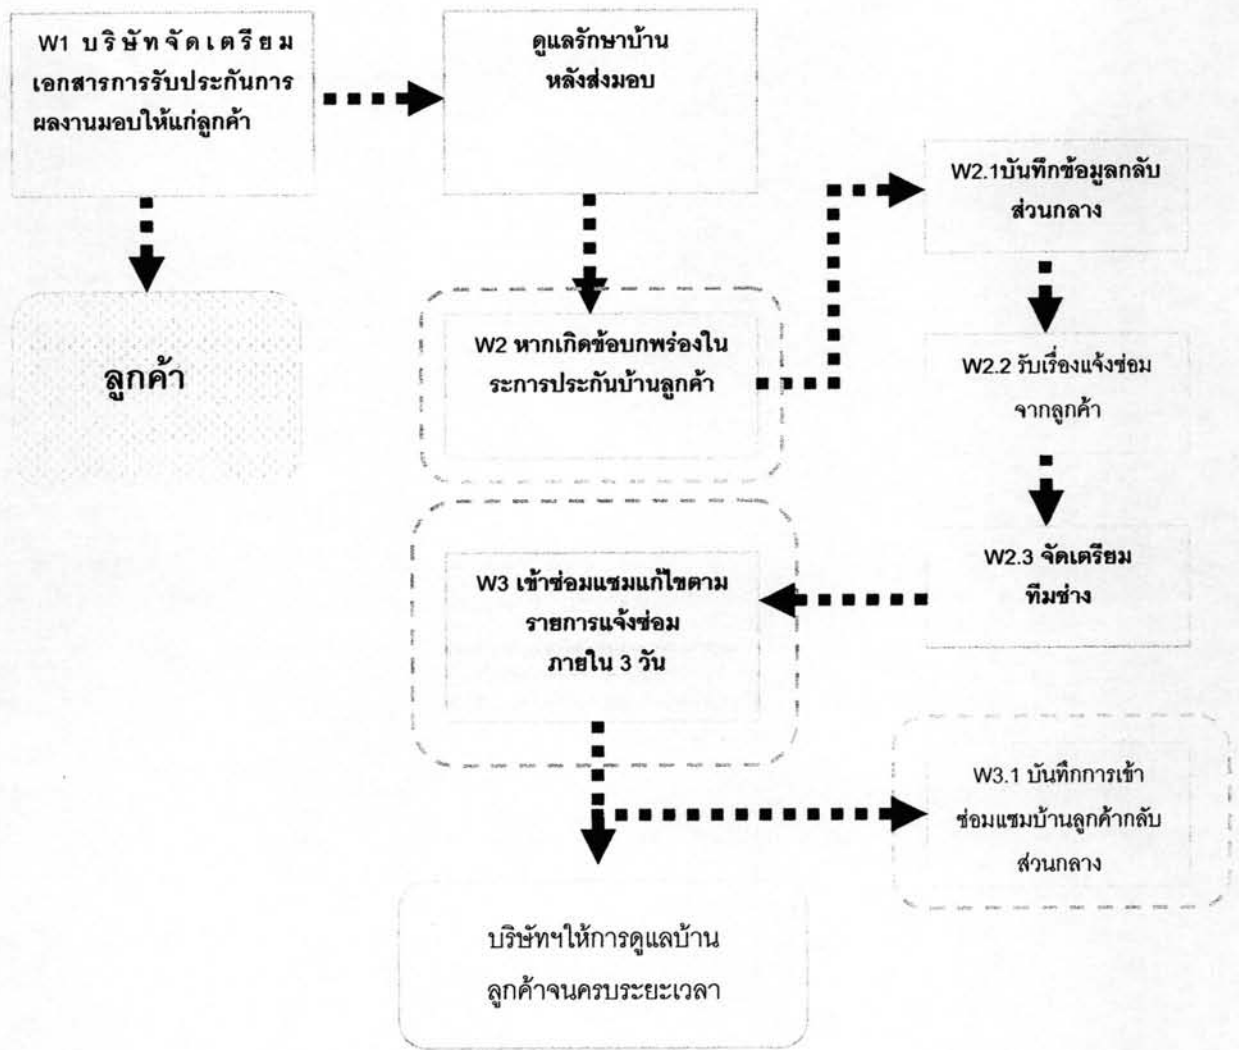 W1 บริษัทจัดเตรียม
เอกสารการรับประกันการ
ผลงานมอบให้แก่ลูกค้า
ดูแลรักษาบ้าน
หลังส่งมอบ
W2.1บันทึกข้อมูลกลับ
ส่วนกลาง
ลูกค้า
W2 หากเกิดข้อบกพร่องใน
ระการประกันบ้านลูกค้า
W2.2 รับเรื่องแจ้งซ่อม
จากลูกค้า
W2.3 จัดเตรียม
ทีมช่าง
W3 เข้าซ่อมแซมแก้ไขตาม
รายการแจ้งซ่อม
ภายใน 3 วัน
W3.1 บันทึกการเข้า
ซ่อมแซมบ้านลูกค้ากลับ
ส่วนกลาง
บริษัทฯให้การดูแลบ้าน
ลูกค้าจนครบระยะเวลา